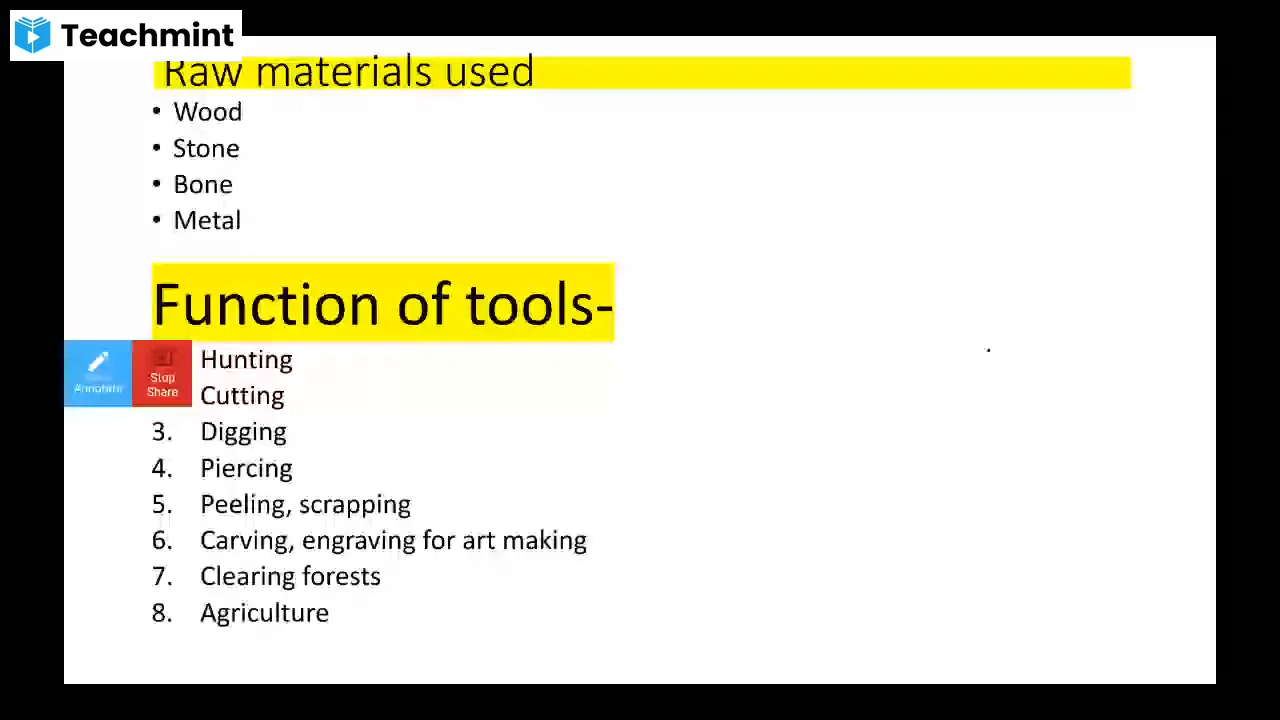 Teachmint
Raw materials used
• Wood
• Stone
• Bone
• Metal
Function of tools-
Annotate
Stop
Share
Hunting
Cutting
3. Digging
4. Piercing
5. Peeling, scrapping
6. Carving, engraving for art making
7. Clearing forests
8. Agriculture